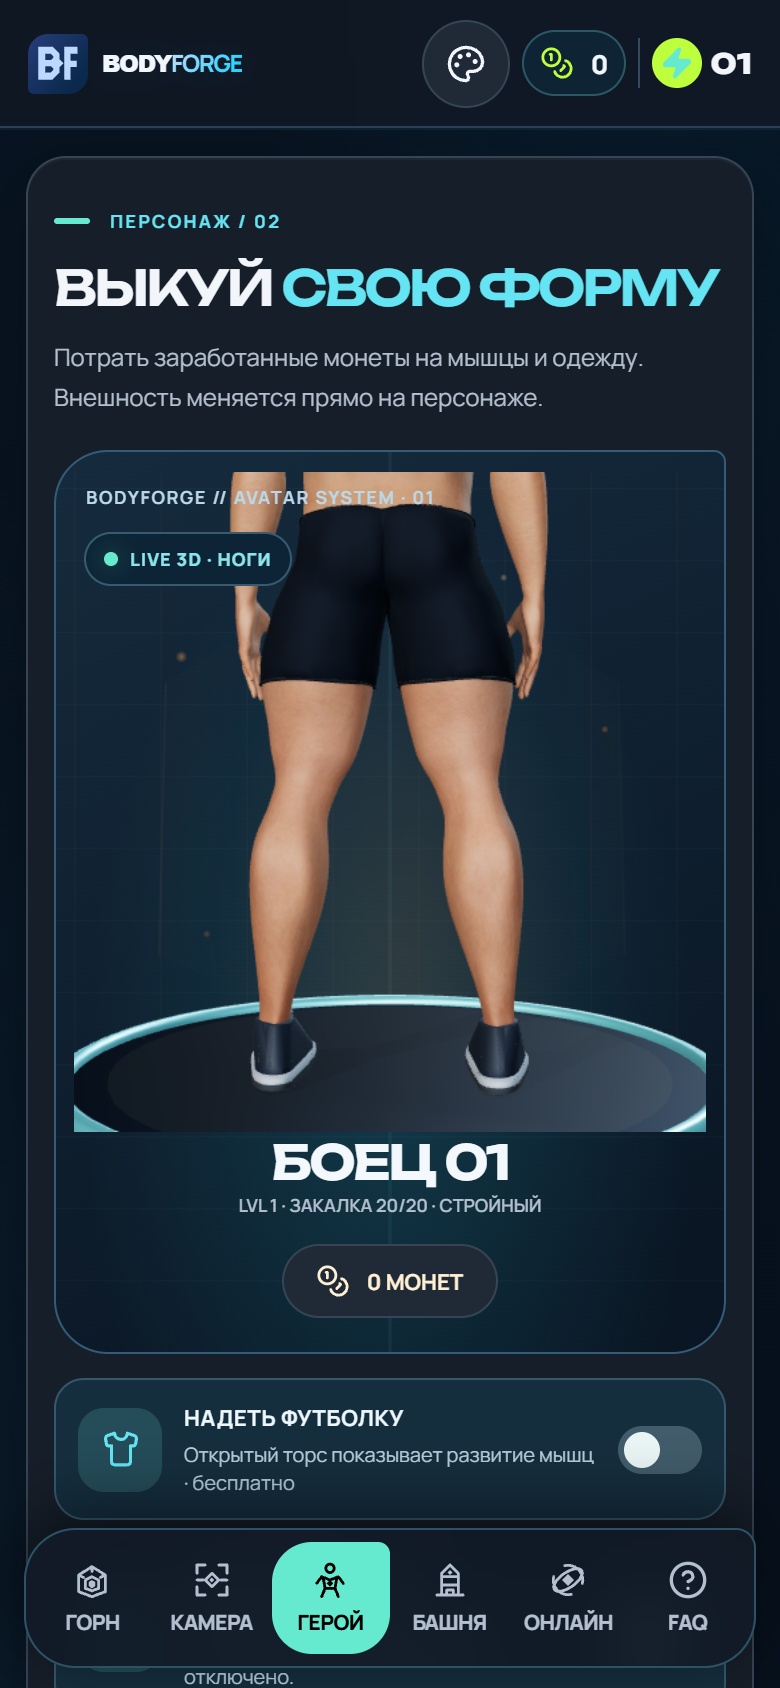 BF BODYFORGE
0
01
ПЕРСОНАЖ / 02
ВЫКУЙ СВОЮ ФОРМУ
Потрать заработанные монеты на мышцы и одежду.
Внешность меняется прямо на персонаже.
BODYFORGE // AVATAR SYSTEM · 01
LIVE 3D · НОГИ
БОЕЦ 01
LVL 1 · ЗАКАЛКА 20/20 · СТРОЙНЫЙ
0 МОНЕТ
НАДЕТЬ ФУТБОЛКУ
Открытый торс показывает развитие мышц
· бесплатно
ГОРН
КАМЕРА
ГЕРОЙ
БАШНЯ
ОНЛАЙН
FAQ
отключено.